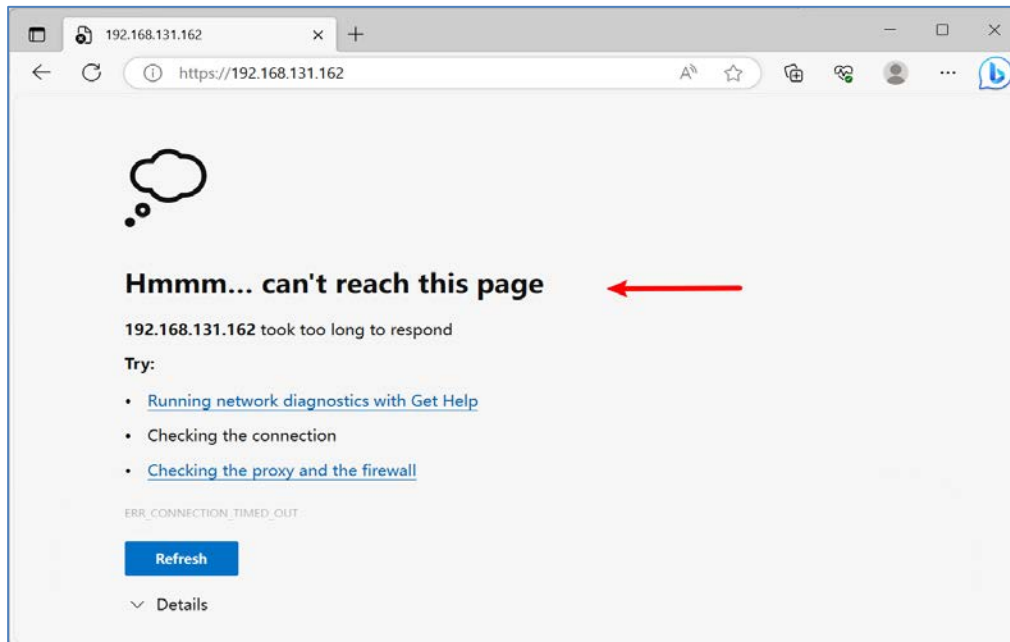 192.168.131.162
https://192.168.131.162
Hmmm... can't reach this page
192.168.131.162 took too long to respond
Try:
• Running network diagnostics with Get Help
• Checking the connection
• Checking the proxy and the firewall
ERR_CONNECTION_TIMED_OUT
Refresh
Details